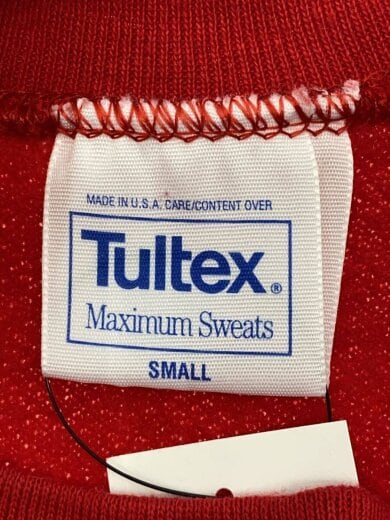 MADE IN U.S.A. CARE/CONTENT OVER
Tultex®
Maximum Sweats
SMALL